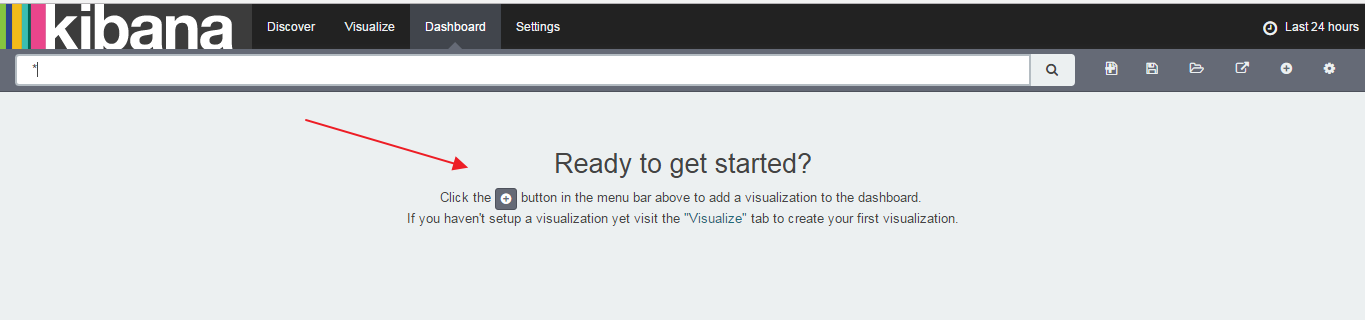 kibana Discover Visualize Dashboard Settings Last 24 hours
*
Ready to get started?
Click the button in the menu bar above to add a visualization to the dashboard.
If you haven't setup a visualization yet visit the "Visualize" tab to create your first visualization.